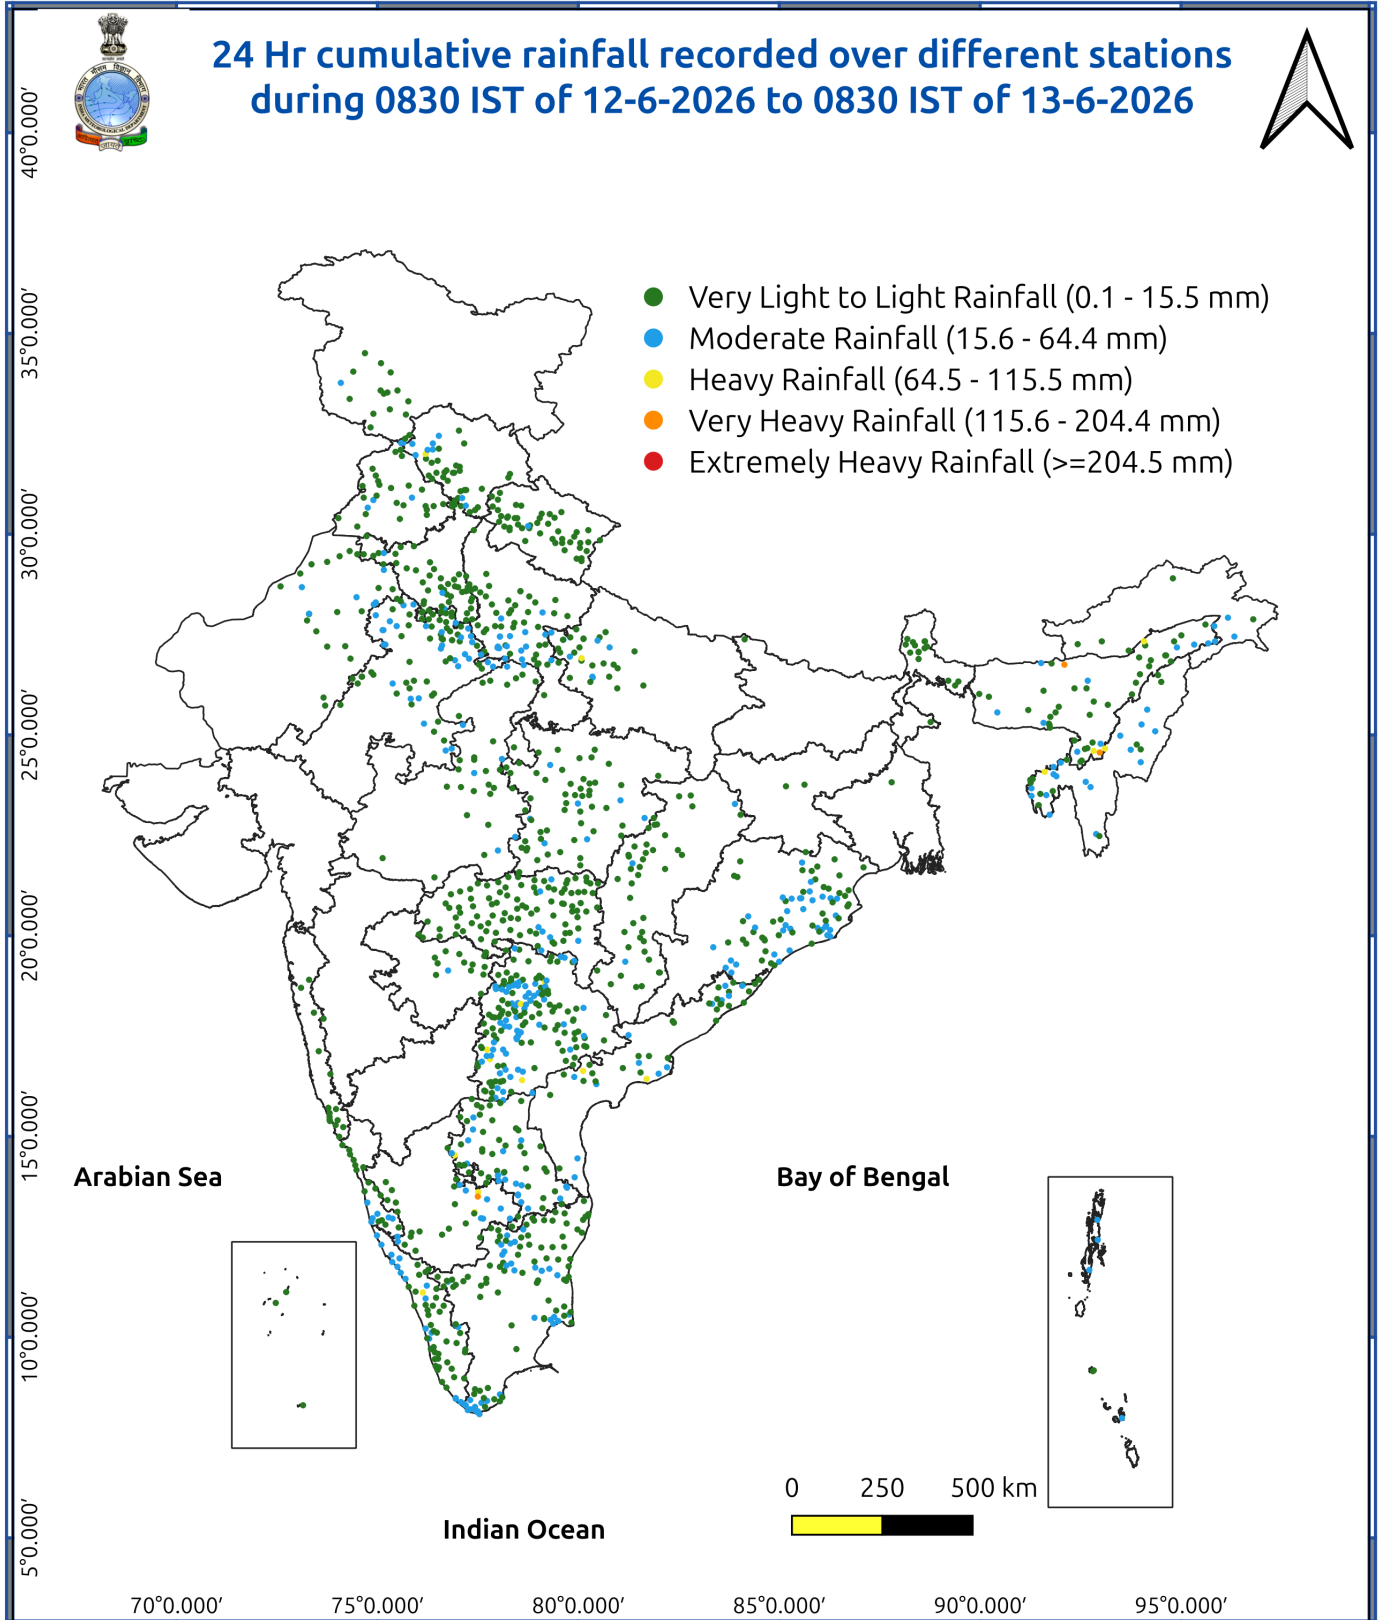 24 Hr cumulative rainfall recorded over different stations
during 0830 IST of 12-6-2026 to 0830 IST of 13-6-2026
Very Light to Light Rainfall (0.1 - 15.5 mm)
Moderate Rainfall (15.6 - 64.4 mm)
Heavy Rainfall (64.5 - 115.5 mm)
Very Heavy Rainfall (115.6 - 204.4 mm)
Extremely Heavy Rainfall (>=204.5 mm)
40°0.000′
35°0.000′
30°0.000′
25°0.000′
20°0.000′
15°0.000′
10°0.000′
5°0.000′
Arabian Sea
Bay of Bengal
Indian Ocean
0 250 500 km
70°0.000′ 75°0.000′ 80°0.000′ 85°0.000′ 90°0.000′ 95°0.000′